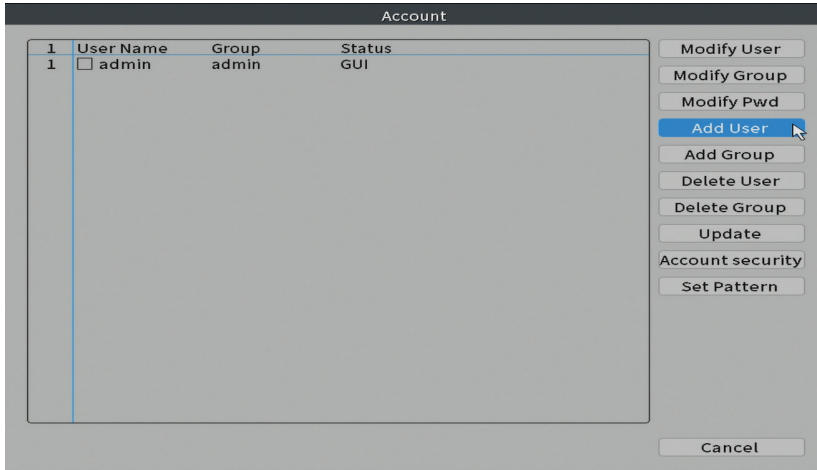 Account
1 User Name Group Status
1 admin admin GUI
Modify User
Modify Group
Modify Pwd
Add User
Add Group
Delete User
Delete Group
Update
Account security
Set Pattern
Cancel